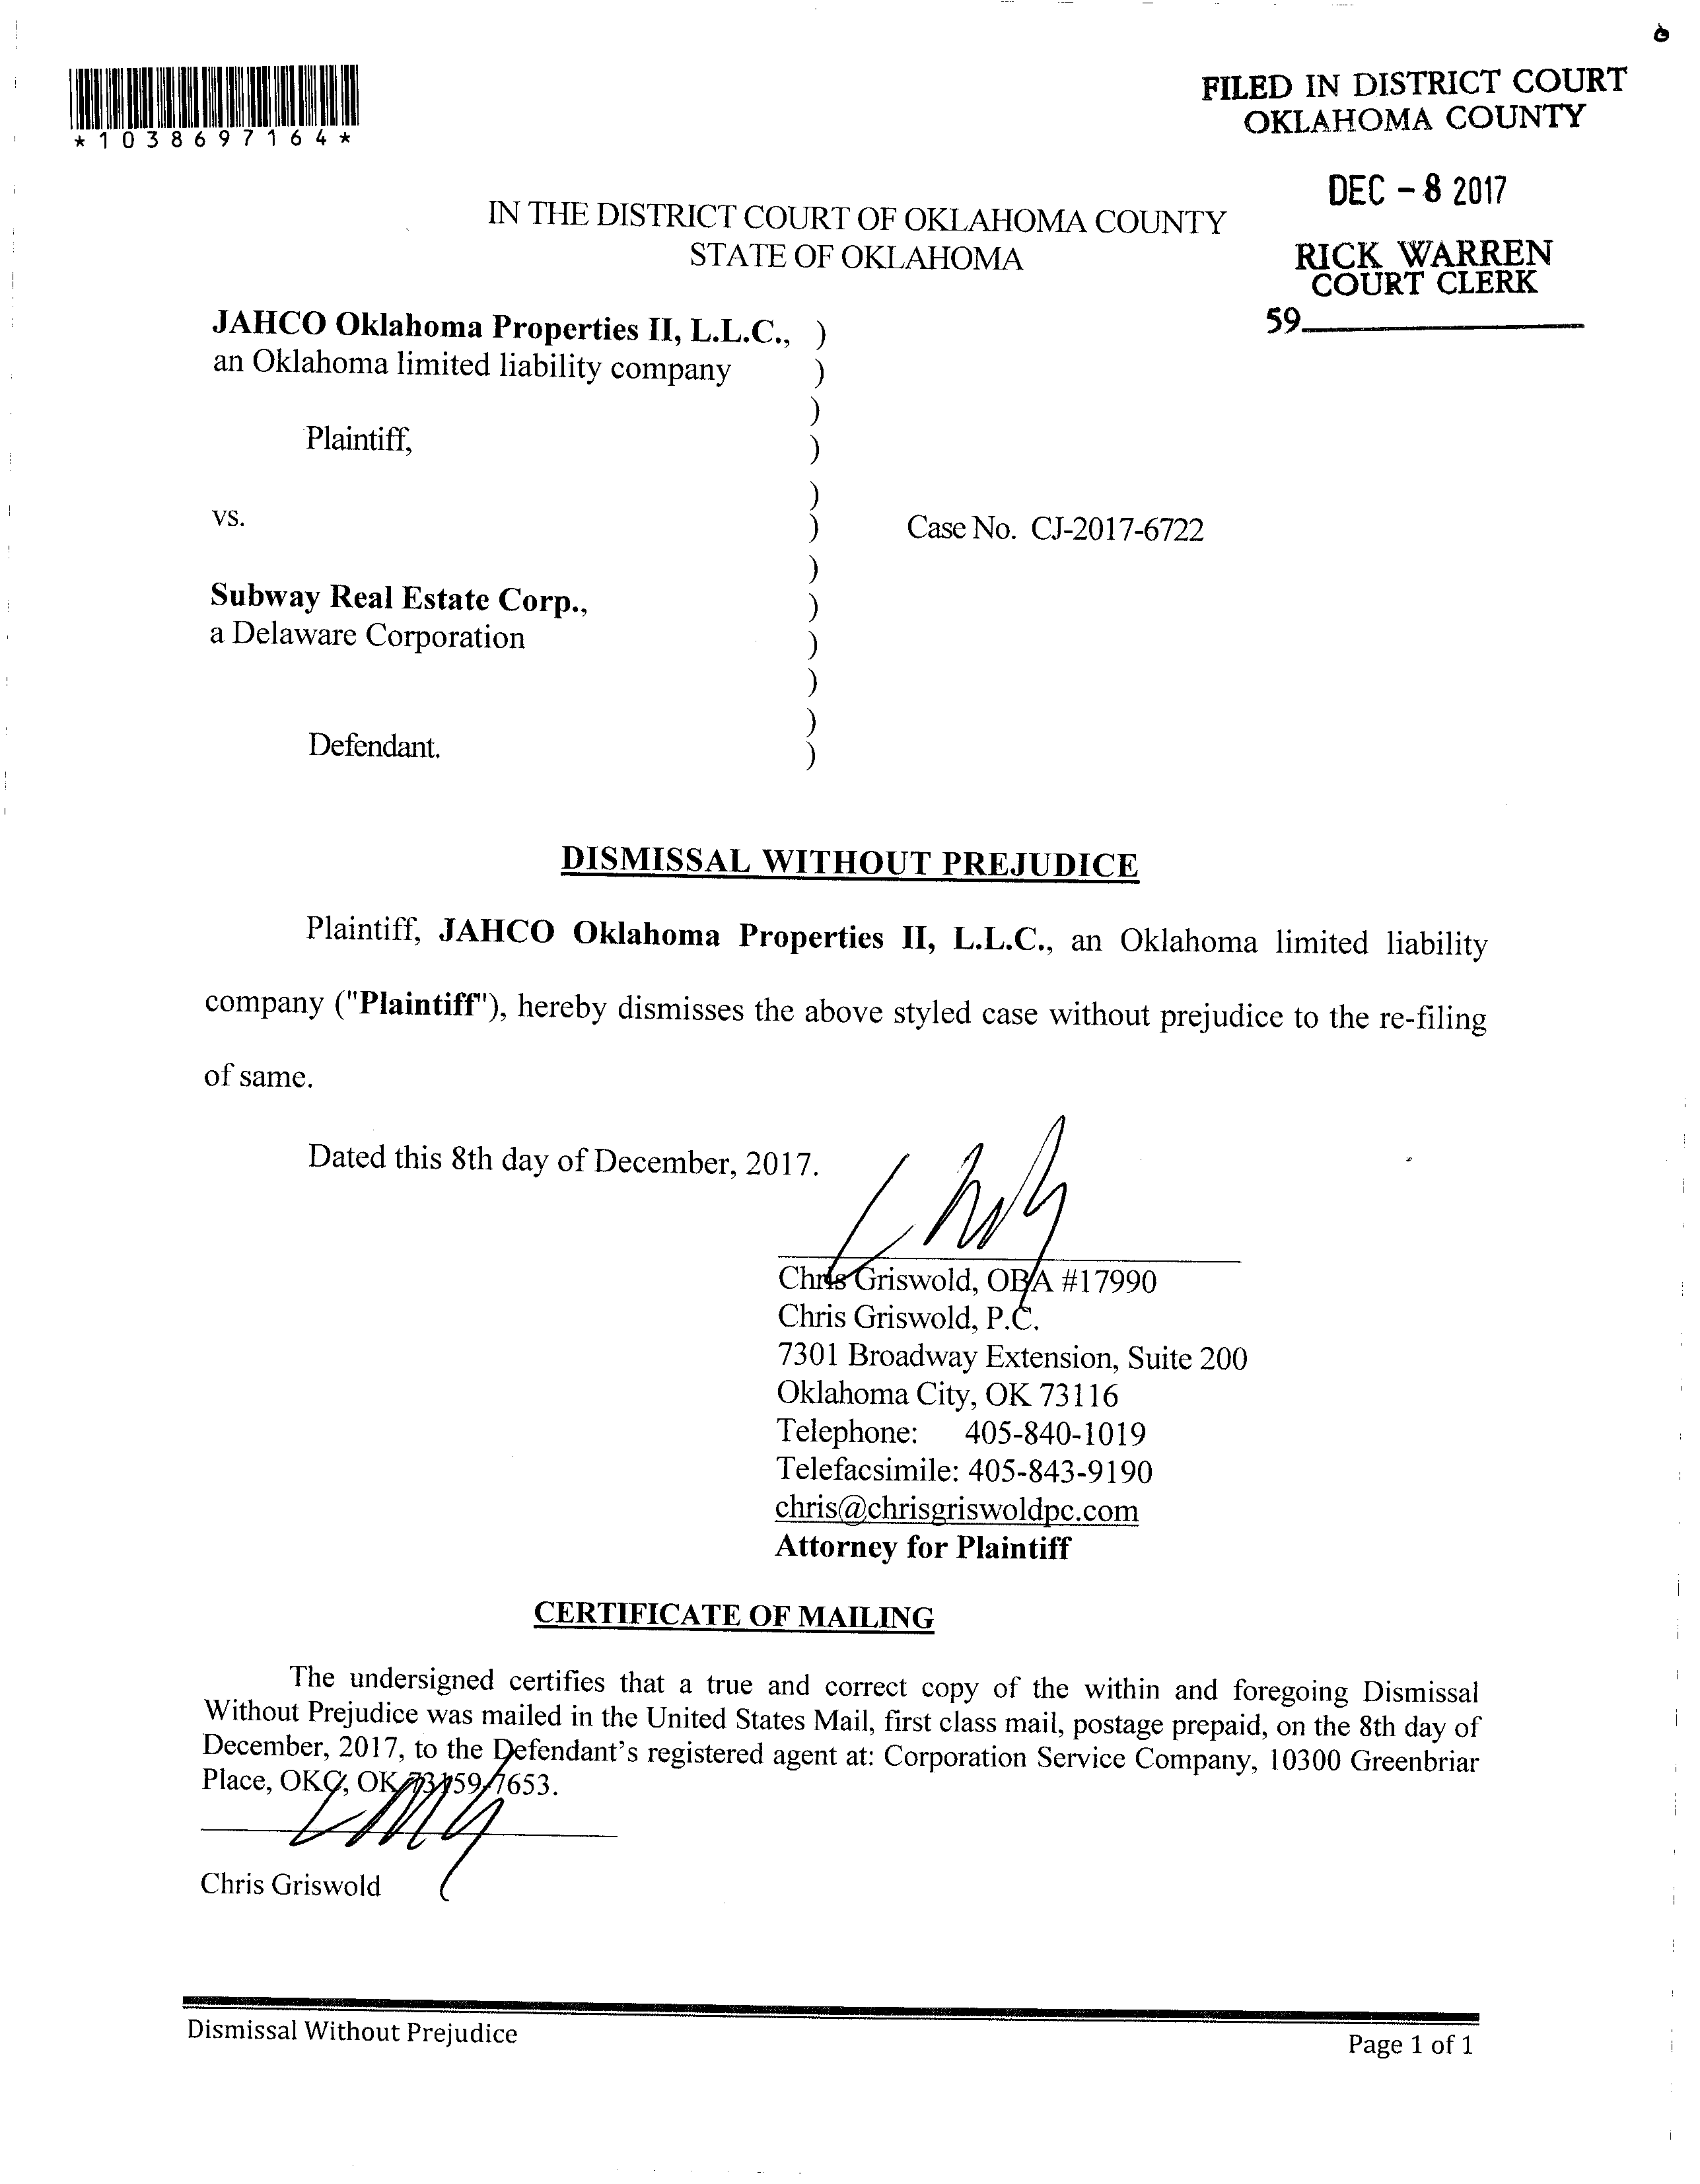 *1038697164*
FILED IN DISTRICT COURT
OKLAHOMA COUNTY
DEC - 8 2017
RICK WARREN
COURT CLERK
59
IN THE DISTRICT COURT OF OKLAHOMA COUNTY
STATE OF OKLAHOMA
JAHCO Oklahoma Properties II, L.L.C., )
an Oklahoma limited liability company )
)
Plaintiff, )
)
vs. ) Case No. CJ-2017-6722
)
Subway Real Estate Corp., )
a Delaware Corporation )
)
)
Defendant. )
DISMISSAL WITHOUT PREJUDICE
Plaintiff, JAHCO Oklahoma Properties II, L.L.C., an Oklahoma limited liability
company ("Plaintiff"), hereby dismisses the above styled case without prejudice to the re-filing
of same.
Dated this 8th day of December, 2017.
Chris Griswold, OBA #17990
Chris Griswold, P.C.
7301 Broadway Extension, Suite 200
Oklahoma City, OK 73116
Telephone: 405-840-1019
Telefacsimile: 405-843-9190
chris@chrisgriswoldpc.com
Attorney for Plaintiff
CERTIFICATE OF MAILING
The undersigned certifies that a true and correct copy of the within and foregoing Dismissal
Without Prejudice was mailed in the United States Mail, first class mail, postage prepaid, on the 8th day of
December, 2017, to the Defendant's registered agent at: Corporation Service Company, 10300 Greenbriar
Place, OKC, OK 73159-7653.
Chris Griswold
Dismissal Without Prejudice
Page 1 of 1